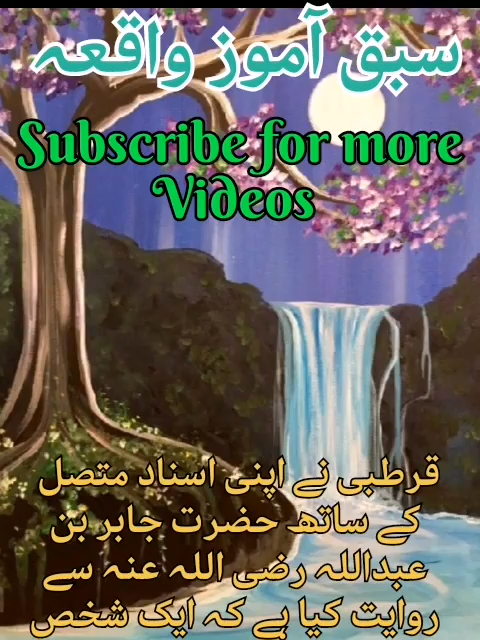 سبق آموز واقعہ
Subscribe for more
Videos
قرطبی نے اپنی اسناد متصل
کے ساتھ حضرت جابر بن
عبداللہ رضی اللہ عنہ سے
روایت کیا ہے کہ ایک شخص